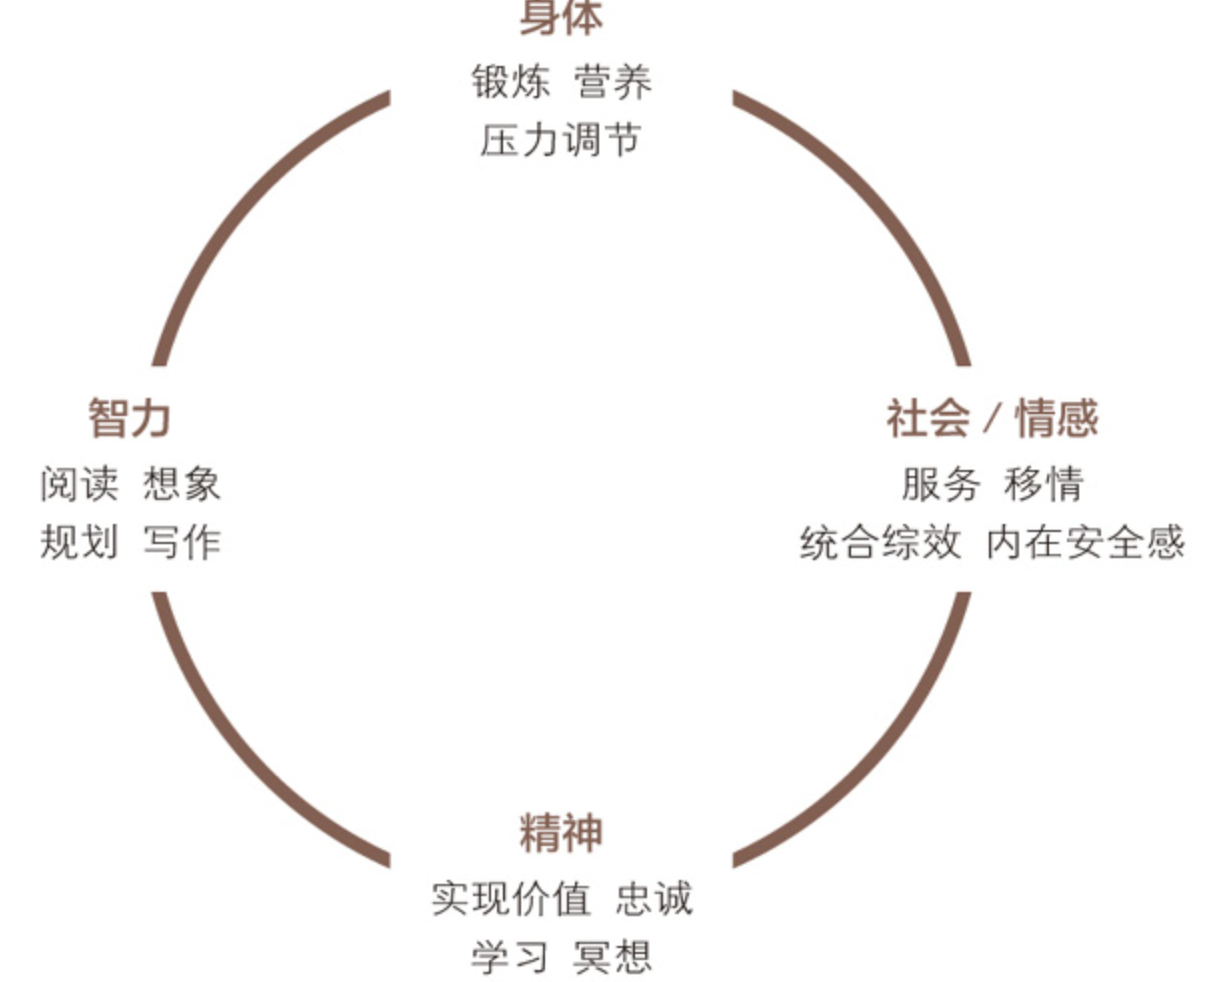 身体
锻炼 营养
压力调节
智力
阅读 想象
规划 写作
社会 / 情感
服务 移情
统合综效 内在安全感
精神
实现价值 忠诚
学习 冥想